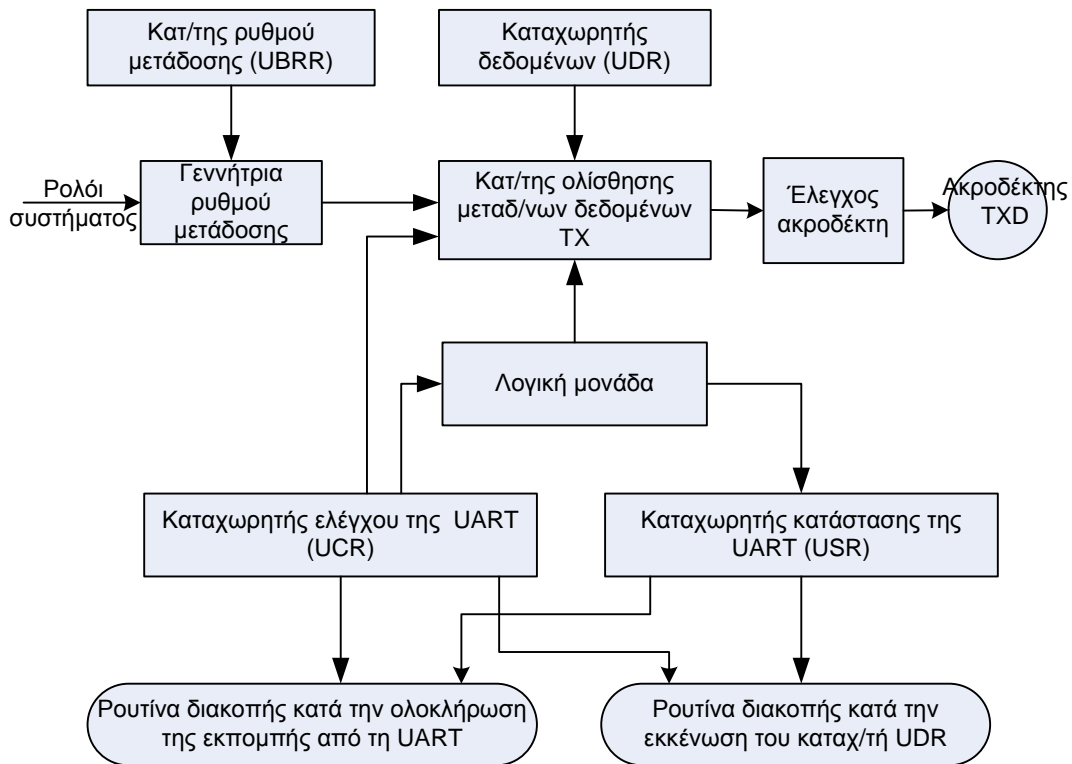 Κατ/της ρυθμού
μετάδοσης (UBRR)
Καταχωρητής
δεδομένων (UDR)
Ρολόι
συστήματος
Γεννήτρια
ρυθμού
μετάδοσης
Κατ/της ολίσθησης
μεταδ/νων δεδομένων
TX
Έλεγχος
ακροδέκτη
Ακροδέκτης
TXD
Λογική μονάδα
Καταχωρητής ελέγχου της UART
(UCR)
Καταχωρητής κατάστασης της
UART (USR)
Ρουτίνα διακοπής κατά την ολοκλήρωση
της εκπομπής από τη UART
Ρουτίνα διακοπής κατά την
εκκένωση του καταχ/τή UDR